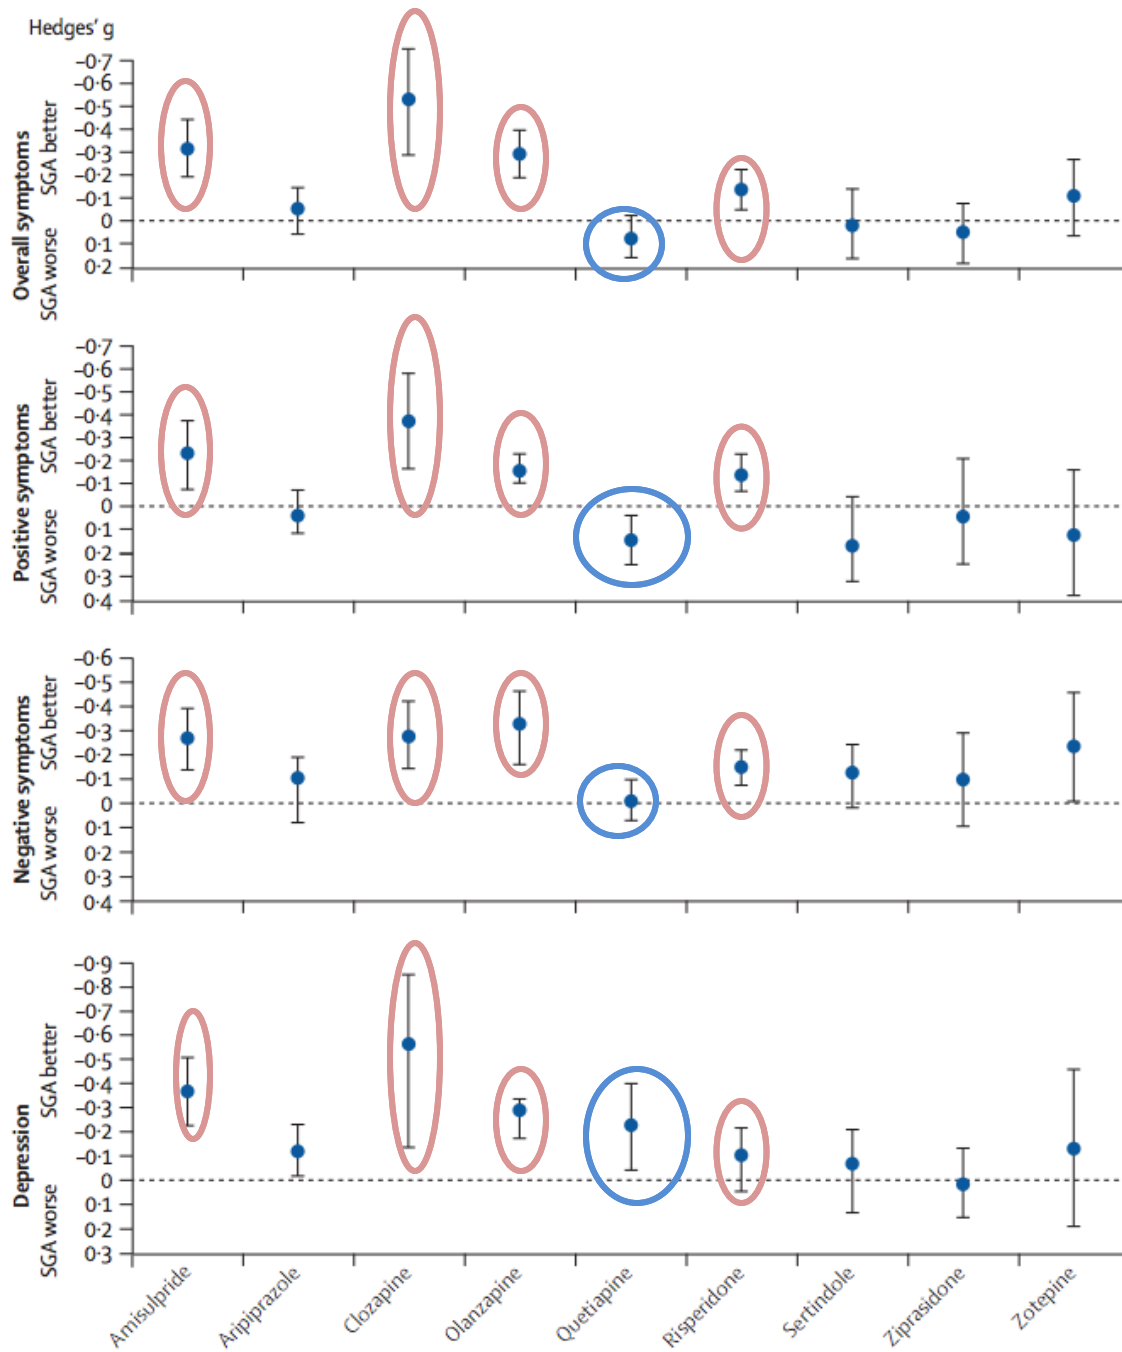 Hedges' g
Overall symptoms
SGA worse SGA better
–0·7
–0·6
–0·5
–0·4
–0·3
–0·2
–0·1
0
0·1
0·2
Positive symptoms
SGA worse SGA better
–0·7
–0·6
–0·5
–0·4
–0·3
–0·2
–0·1
0
0·1
0·2
0·3
0·4
Negative symptoms
SGA worse SGA better
–0·6
–0·5
–0·4
–0·3
–0·2
–0·1
0
0·1
0·2
0·3
0·4
Depression
SGA worse SGA better
–0·9
–0·8
–0·7
–0·6
–0·5
–0·4
–0·3
–0·2
–0·1
0
0·1
0·2
0·3
Amisulpride
Aripiprazole
Clozapine
Olanzapine
Quetiapine
Risperidone
Sertindole
Ziprasidone
Zotepine